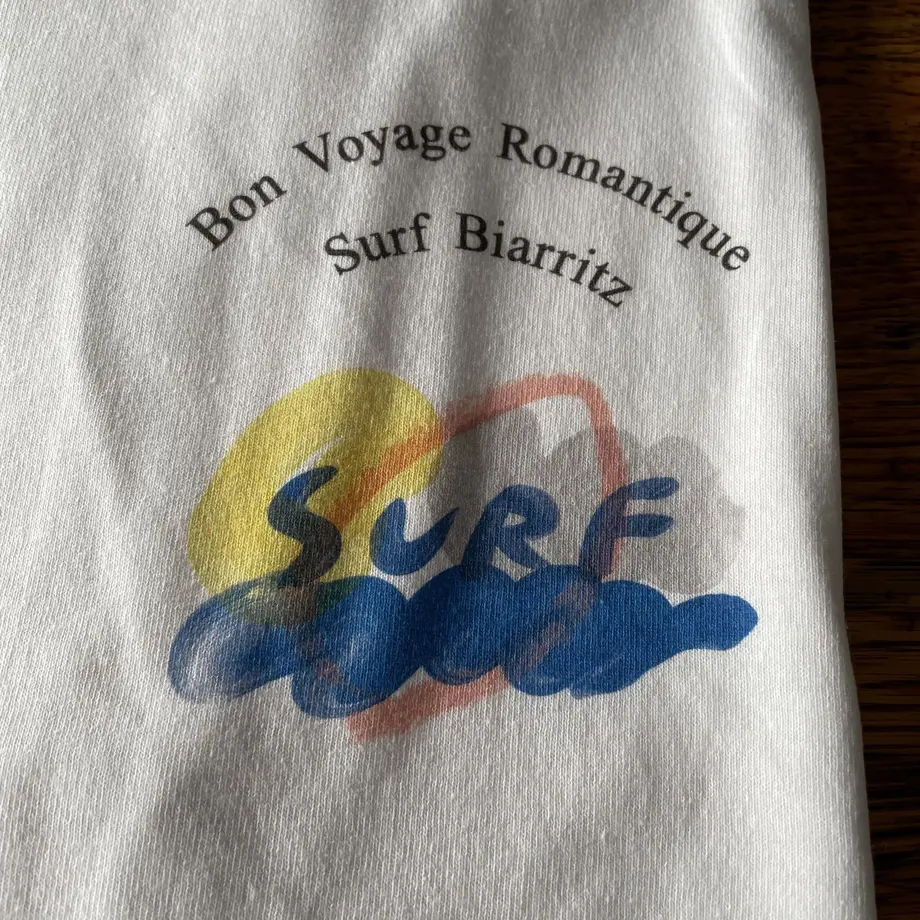 Bon Voyage Romantique
Surf Biarritz
SURF